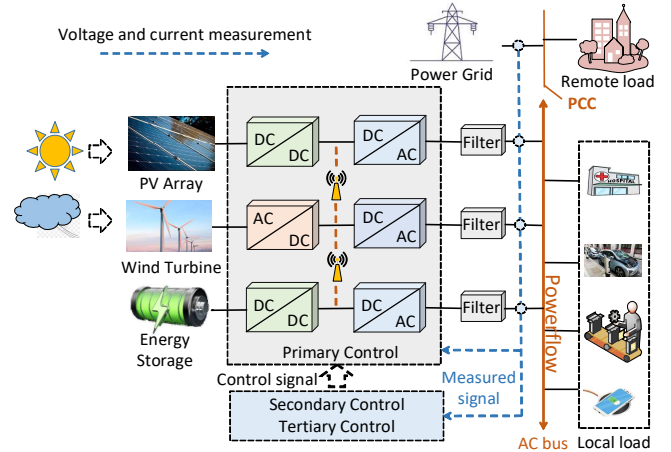 Voltage and current measurement
Power Grid
Remote load
PCC
DC
DC
DC
AC
Filter
PV Array
HOSPITAL
AC
DC
DC
AC
Filter
Wind Turbine
DC
DC
DC
AC
Filter
Powerflow
Energy
Storage
Primary Control
Control signal
Measured
signal
Secondary Control
Tertiary Control
AC bus
Local load